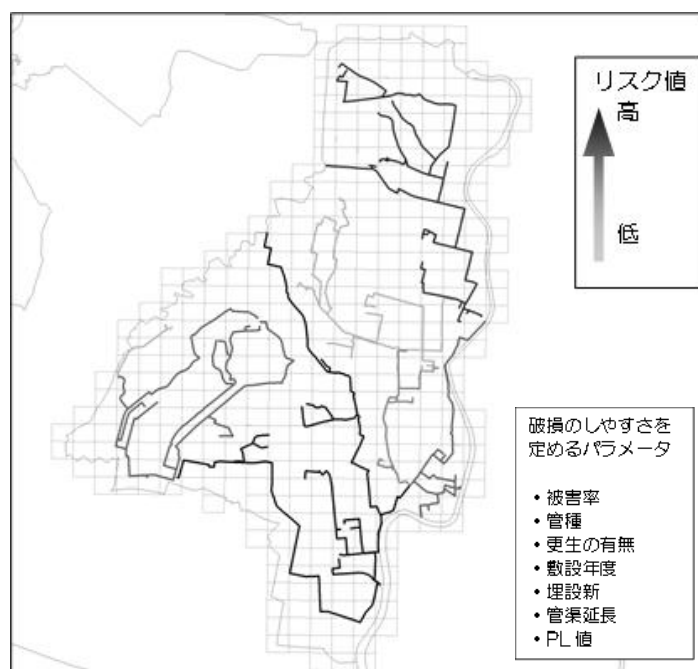 リスク値
高
低
破損のしやすさを
定めるパラメータ
・被害率
・管種
・更生の有無
・敷設年度
・埋設新
・管渠延長
・PL 値